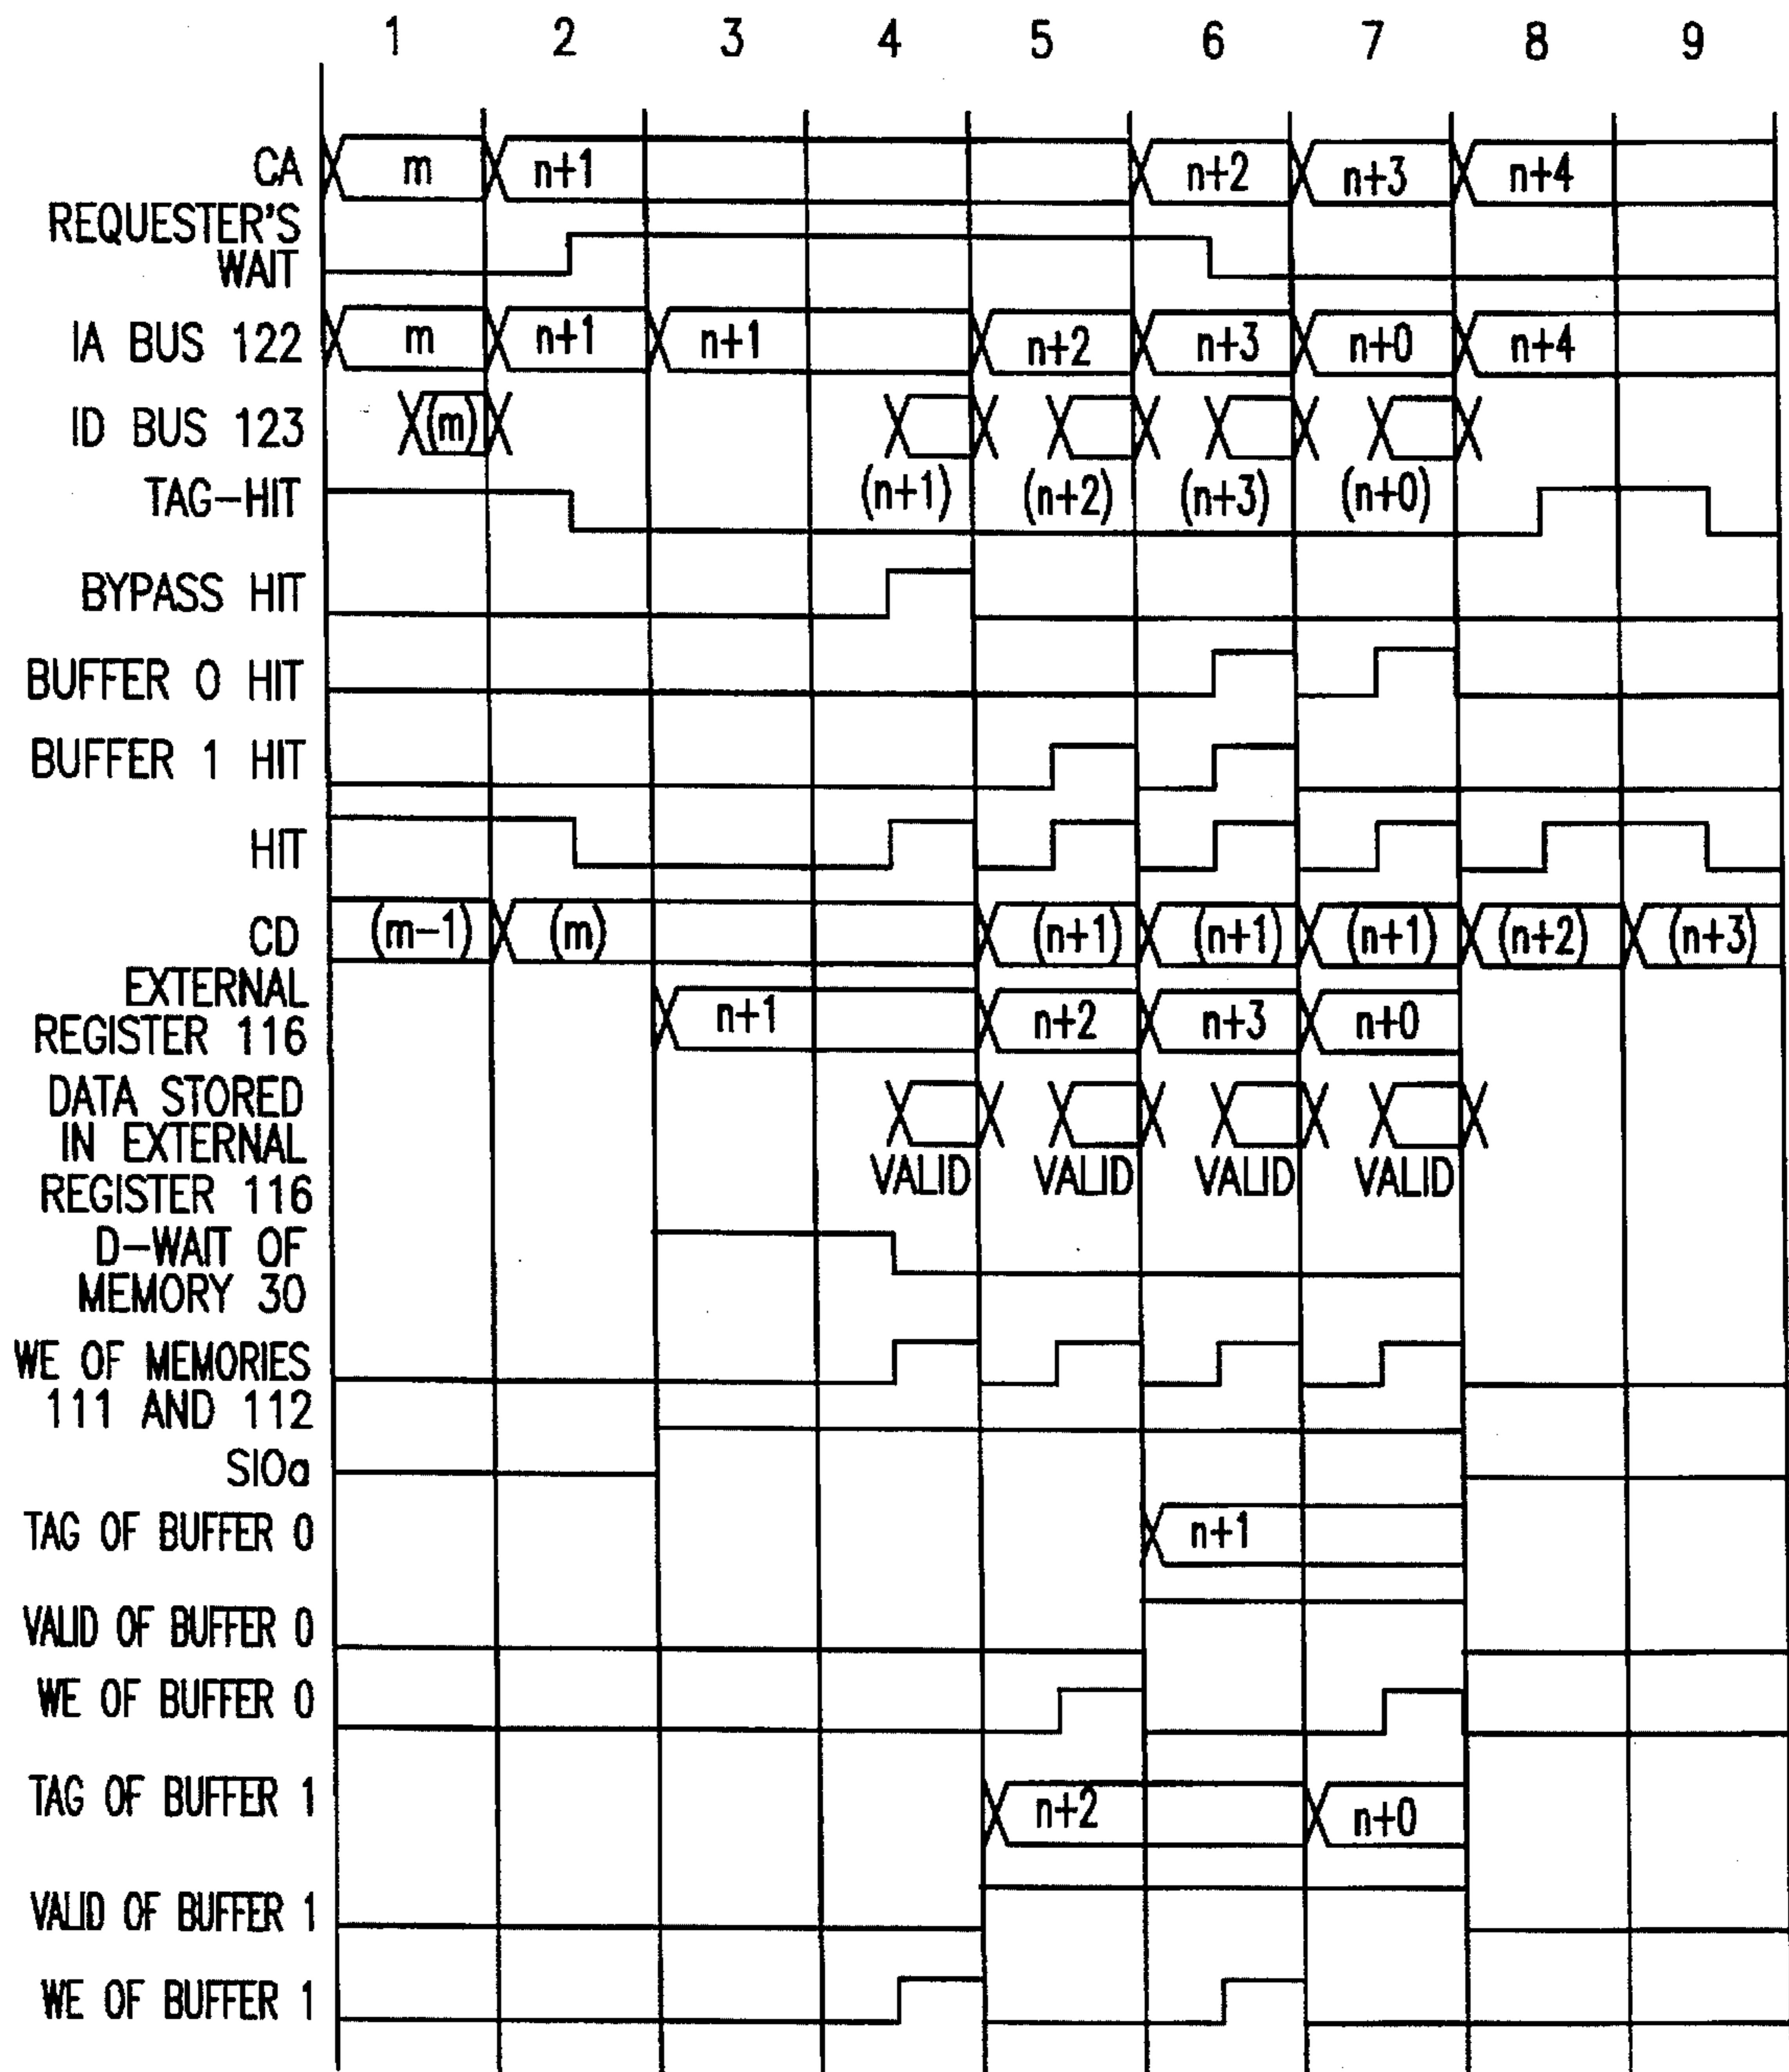 1 2 3 4 5 6 7 8 9
CA m n+1 n+2 n+3 n+4
REQUESTER'S
WAIT
IA BUS 122 m n+1 n+1 n+2 n+3 n+0 n+4
ID BUS 123 (m)
(n+1) (n+2) (n+3) (n+0)
TAG-HIT
BYPASS HIT
BUFFER 0 HIT
BUFFER 1 HIT
HIT
CD (m-1) (m) (n+1) (n+1) (n+1) (n+2) (n+3)
EXTERNAL
REGISTER 116 n+1 n+2 n+3 n+0
DATA STORED
IN EXTERNAL
REGISTER 116
VALID VALID VALID VALID
D-WAIT OF
MEMORY 30
WE OF MEMORIES
111 AND 112
SIOa
TAG OF BUFFER 0 n+1
VALID OF BUFFER 0
WE OF BUFFER 0
TAG OF BUFFER 1 n+2 n+0
VALID OF BUFFER 1
WE OF BUFFER 1